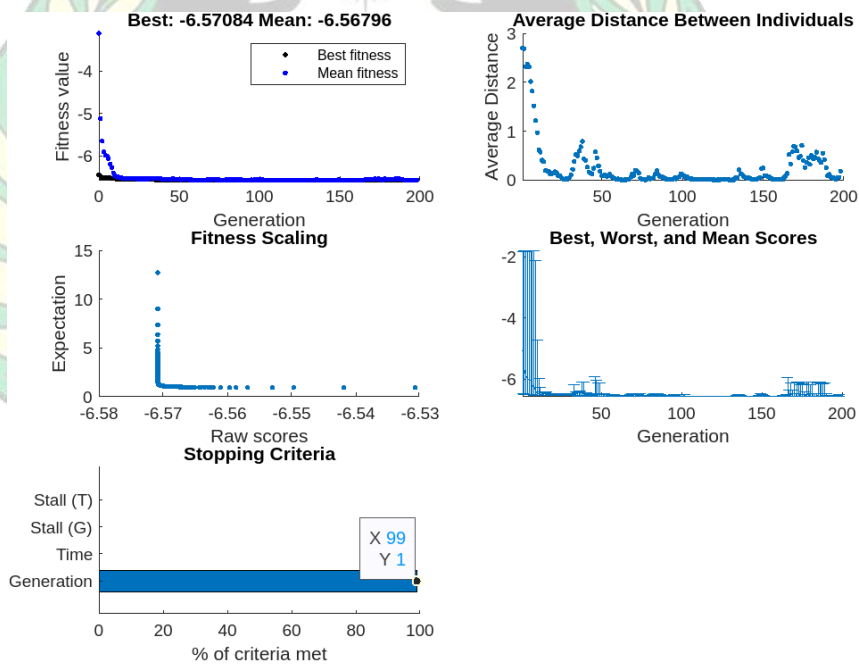 Best: -6.57084 Mean: -6.56796
Fitness value
-4
-5
-6
Best fitness
Mean fitness
0
50
100
150
200
Generation
Average Distance Between Individuals
Average Distance
3
2
1
0
50
100
150
200
Generation
Fitness Scaling
Expectation
15
10
5
0
-6.58
-6.57
-6.56
-6.55
-6.54
-6.53
Raw scores
Best, Worst, and Mean Scores
-2
-4
-6
50
100
150
200
Generation
Stopping Criteria
Stall (T)
Stall (G)
Time
Generation
X 99
Y 1
0
20
40
60
80
100
% of criteria met